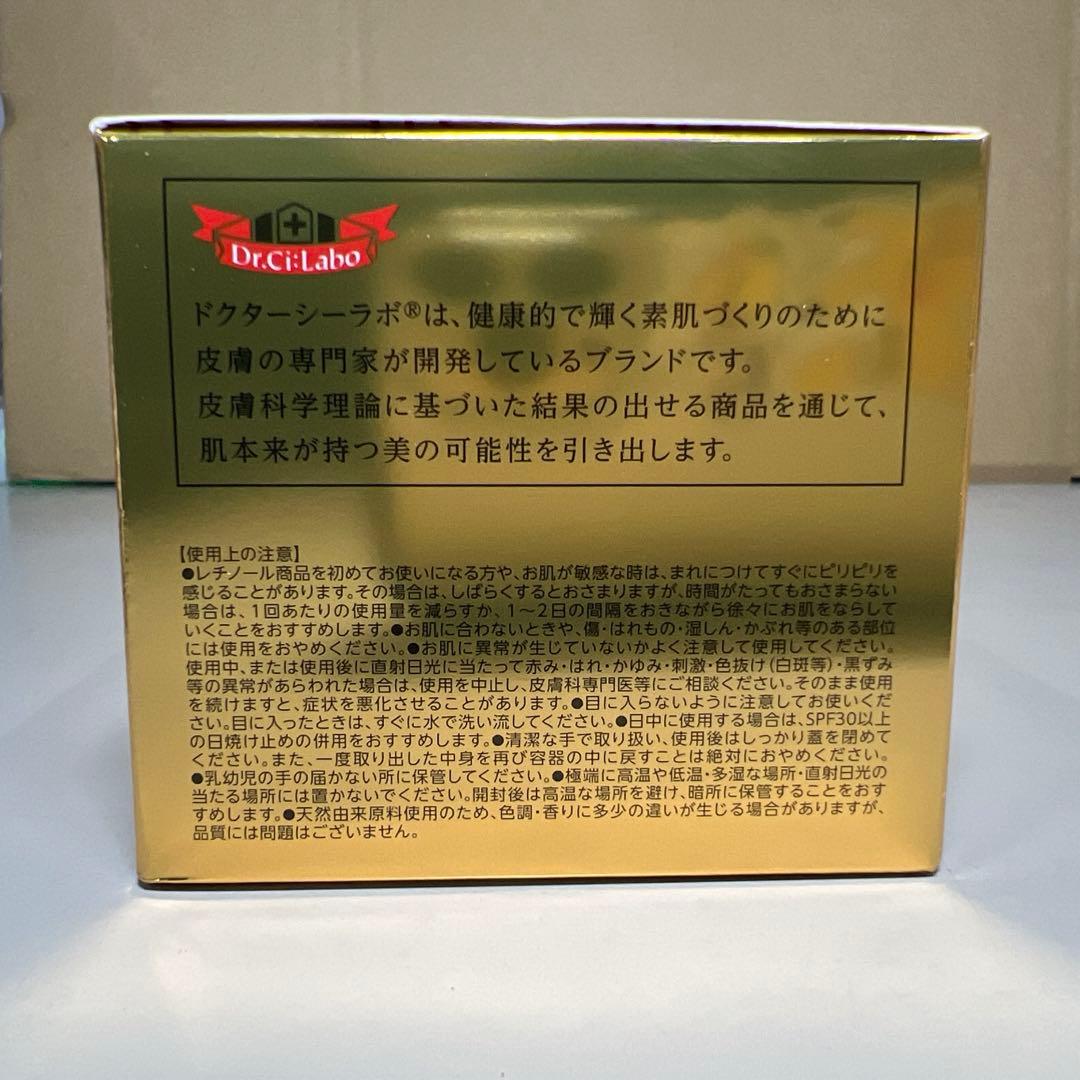 Dr.Ci:Labo
ドクターシーラボ®は、健康的で輝く素肌づくりのために
皮膚の専門家が開発しているブランドです。
皮膚科学理論に基づいた結果の出せる商品を通じて、
肌本来が持つ美の可能性を引き出します。
【使用上の注意】
●レチノール商品を初めてお使いになる方や、お肌が敏感な時は、まれにつけてすぐにピリピリを
感じることがあります。その場合は、しばらくするとおさまりますが、時間がたってもおさまらない
場合は、1回あたりの使用量を減らすか、1～2日の間隔をおきながら徐々にお肌をならして
いくことをおすすめします。●お肌に合わないときや、傷・はれもの・湿しん・かぶれ等のある部位
には使用をおやめください。●お肌に異常が生じていないかよく注意して使用してください。
使用中、または使用後に直射日光に当たって赤み・はれ・かゆみ・刺激・色抜け(白斑等)・黒ずみ
等の異常があらわれた場合は、使用を中止し、皮膚科専門医等にご相談ください。そのまま使用
を続けますと、症状を悪化させることがあります。●目に入らないように注意してお使いくだ
さい。目に入ったときは、すぐに水で洗い流してください。●日中に使用する場合は、SPF30以上
の日焼け止めの併用をおすすめします。●清潔な手で取り扱い、使用後はしっかり蓋を閉めて
ください。また、一度取り出した中身を再び容器の中に戻すことは絶対におやめください。
●乳幼児の手の届かない所に保管してください。●極端に高温や低温・多湿な場所・直射日光の
当たる場所には置かないでください。開封後は高温な場所を避け、暗所に保管することをおす
すめします。●天然由来原料使用のため、色調・香りに多少の違いが生じる場合がありますが、
品質には問題はございません。